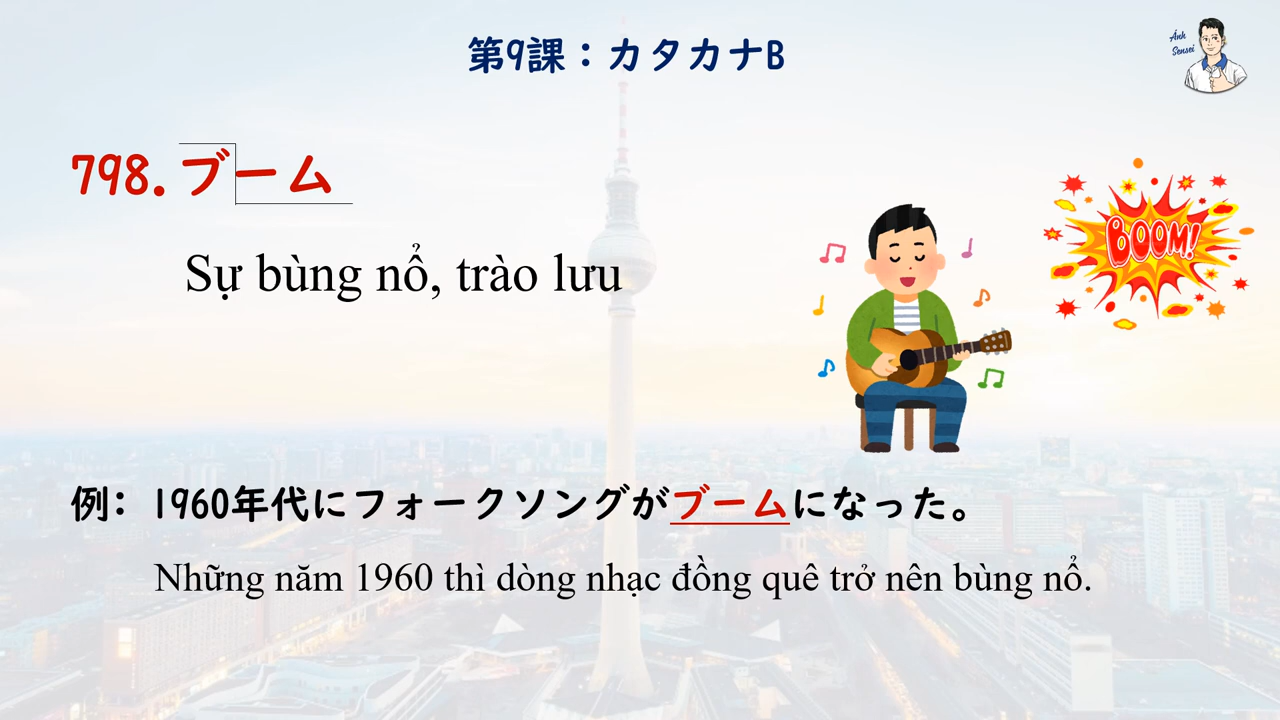 第9課：カタカナB
Ánh
Sensei
798. ブーム
Sự bùng nổ, trào lưu
BOOM!
例: 1960年代にフォークソングがブームになった。
Những năm 1960 thì dòng nhạc đồng quê trở nên bùng nổ.